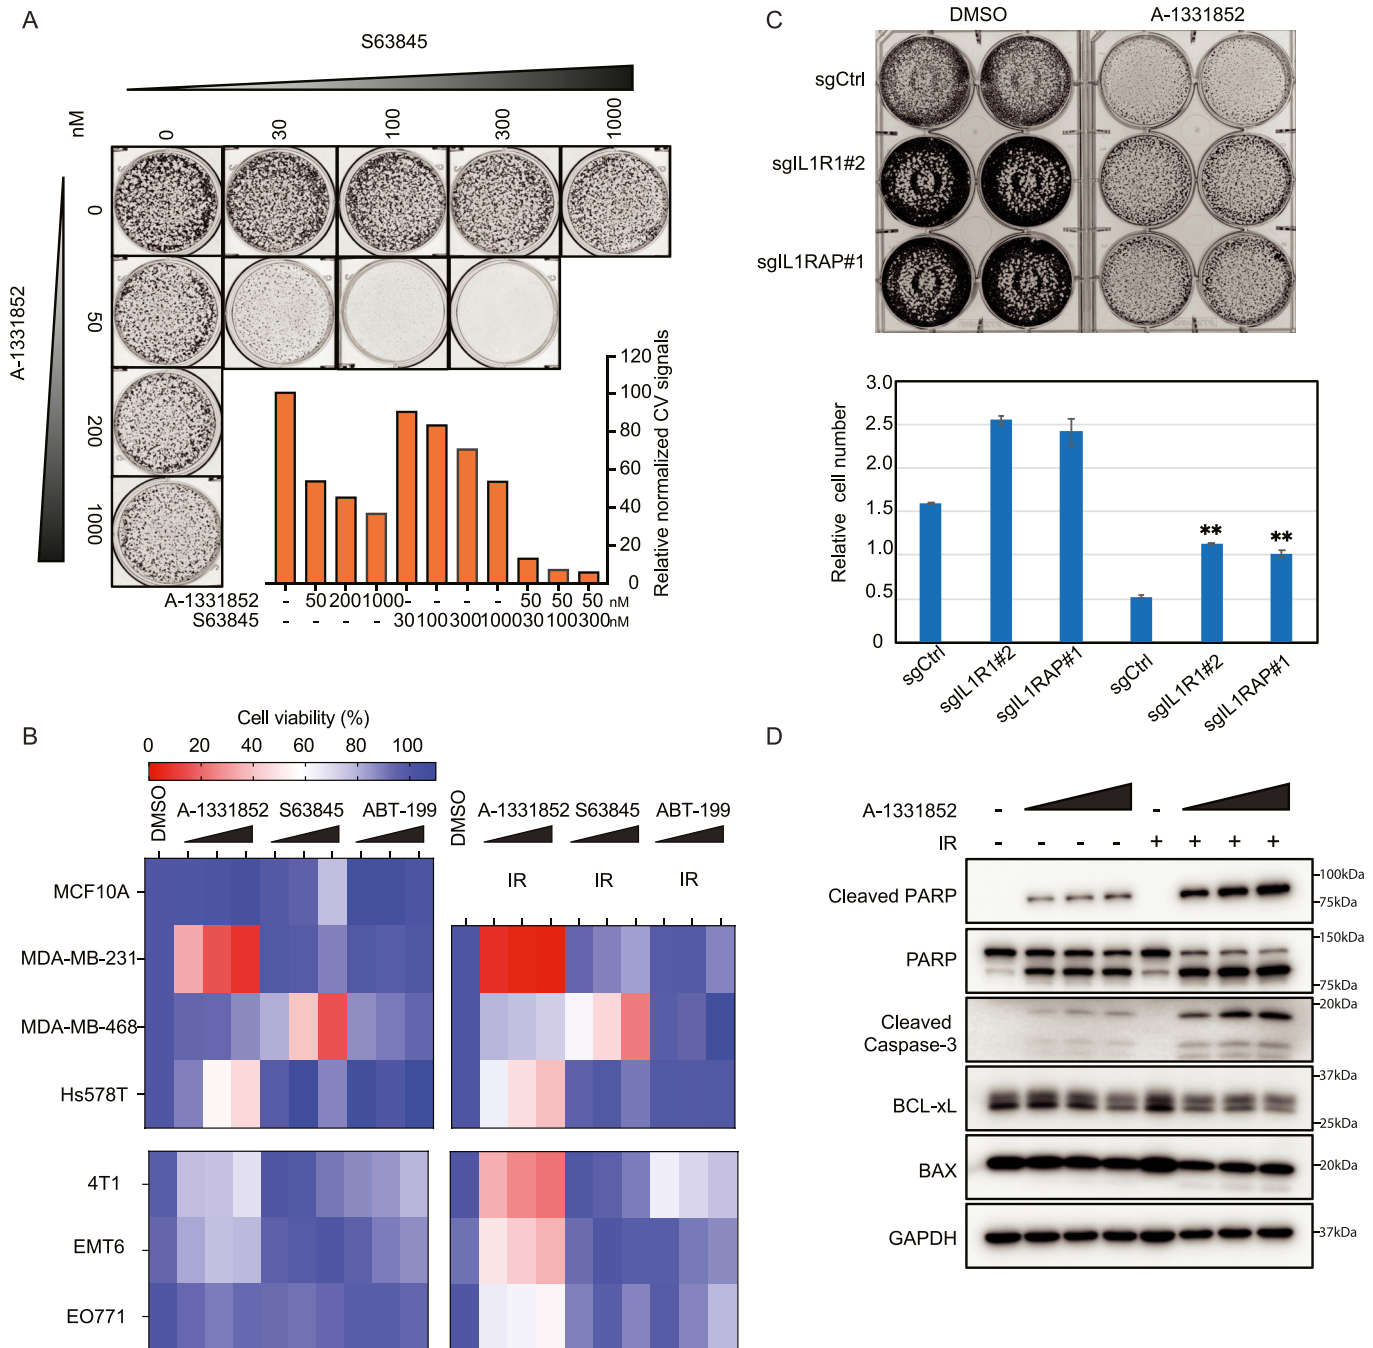 A
S63845
nM
0
30
100
300
1000
A-1331852
0
50
200
1000
120
100
80
60
40
20
0
Relative normalized CV signals
A-1331852
- 50 200 1000 - - - - 50 50 50 nM
S63845
- - - - 30 100 300 1000 30 100 300 nM
C
DMSO
A-1331852
sgCtrl
sgIL1R1#2
sgIL1RAP#1
Relative cell number
3.0
2.5
2.0
1.5
1.0
0.5
0
**
**
sgCtrl
sgIL1R1#2
sgIL1RAP#1
sgCtrl
sgIL1R1#2
sgIL1RAP#1
B
Cell viability (%)
0 20 40 60 80 100
DMSO
A-1331852
S63845
ABT-199
DMSO
A-1331852
S63845
ABT-199
IR
IR
IR
MCF10A
MDA-MB-231
MDA-MB-468
Hs578T
4T1
EMT6
EO771
D
A-1331852
- -
IR
- - - - + + + +
Cleaved PARP
100kDa
75kDa
PARP
150kDa
75kDa
Cleaved
Caspase-3
20kDa
BCL-xL
37kDa
25kDa
BAX
20kDa
GAPDH
37kDa